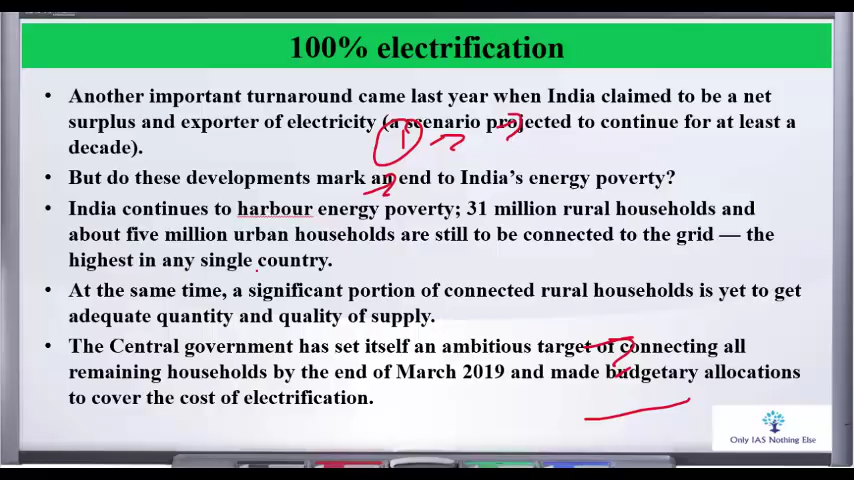 100% electrification
• Another important turnaround came last year when India claimed to be a net
surplus and exporter of electricity (a scenario projected to continue for at least a
decade).
• But do these developments mark an end to India's energy poverty?
• India continues to harbour energy poverty; 31 million rural households and
about five million urban households are still to be connected to the grid — the
highest in any single country.
• At the same time, a significant portion of connected rural households is yet to get
adequate quantity and quality of supply.
• The Central government has set itself an ambitious target of connecting all
remaining households by the end of March 2019 and made budgetary allocations
to cover the cost of electrification.
Only IAS Nothing Else